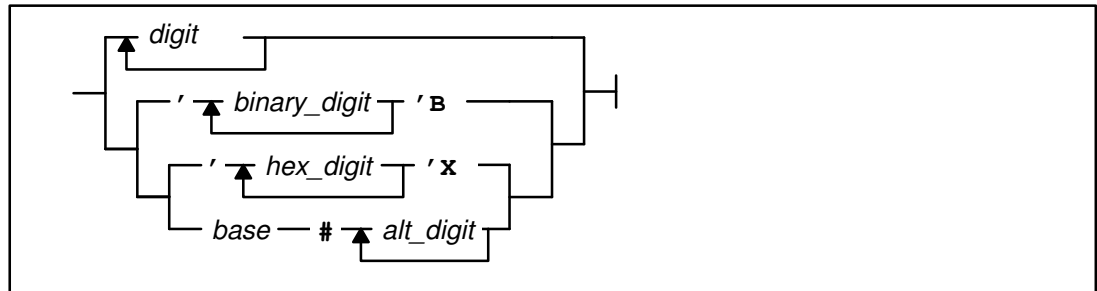 digit
' binary_digit 'B
' hex_digit 'X
base # alt_digit